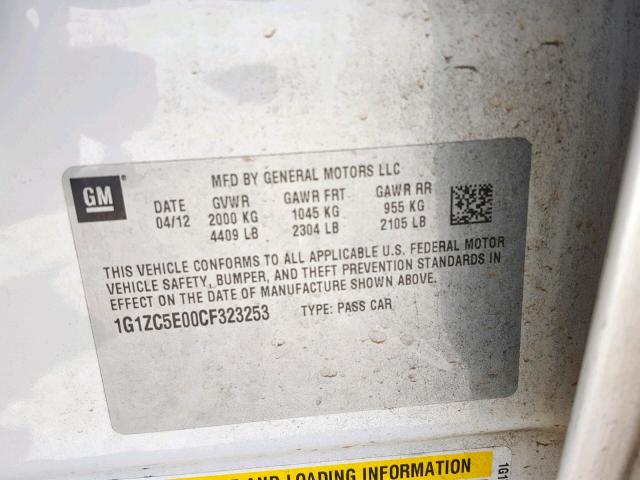 GM
MFD BY GENERAL MOTORS LLC
DATE GVWR GAWR FRT GAWR RR
04/12 2000 KG 1045 KG 955 KG
4409 LB 2304 LB 2105 LB
THIS VEHICLE CONFORMS TO ALL APPLICABLE U.S. FEDERAL MOTOR
VEHICLE SAFETY, BUMPER, AND THEFT PREVENTION STANDARDS IN
EFFECT ON THE DATE OF MANUFACTURE SHOWN ABOVE.
1G1ZC5E00CF323253 TYPE: PASS CAR
AND LOADING INFORMATION
1G1